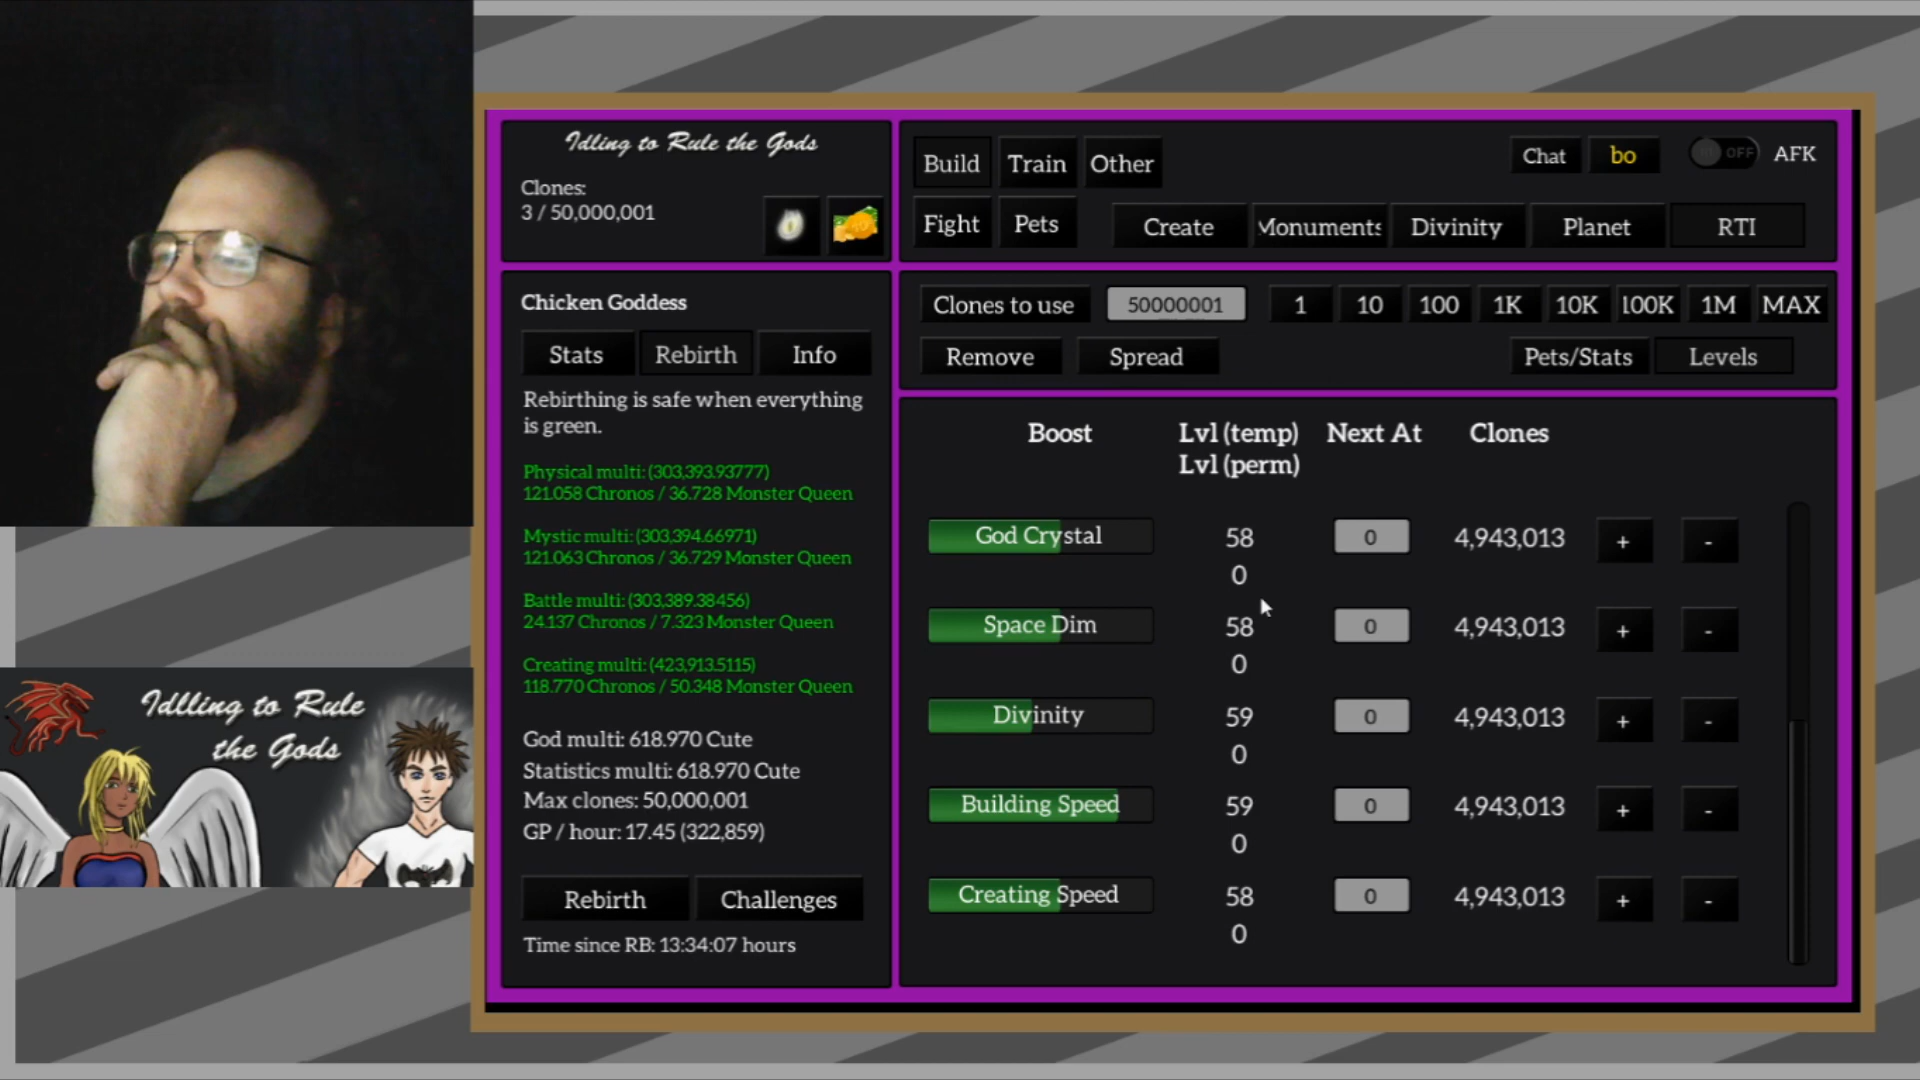 Idling to Rule the Gods
Clones:
3 / 50,000,001
Build
Train
Other
Fight
Pets
Create
Monuments
Divinity
Planet
RTI
Chat
bo
OFF
AFK
Clones to use
50000001
1
10
100
1K
10K
100K
1M
MAX
Remove
Spread
Pets/Stats
Levels
Chicken Goddess
Stats
Rebirth
Info
Rebirthing is safe when everything
is green.
Physical multi: (303,393.93777)
121.058 Chronos / 36.728 Monster Queen
Mystic multi: (303,394.66971)
121.063 Chronos / 36.729 Monster Queen
Battle multi: (303,389.38456)
24.137 Chronos / 7.323 Monster Queen
Creating multi: (423,913.5115)
118.770 Chronos / 50.348 Monster Queen
God multi: 618.970 Cute
Statistics multi: 618.970 Cute
Max clones: 50,000,001
GP / hour: 17.45 (322,859)
Rebirth
Challenges
Time since RB: 13:34:07 hours
Boost
Lvl (temp)
Lvl (perm)
Next At
Clones
God Crystal 58 0 4,943,013 + -
0
Space Dim 58 0 4,943,013 + -
0
Divinity 59 0 4,943,013 + -
0
Building Speed 59 0 4,943,013 + -
0
Creating Speed 58 0 4,943,013 + -
0
Idlling to Rule
the Gods